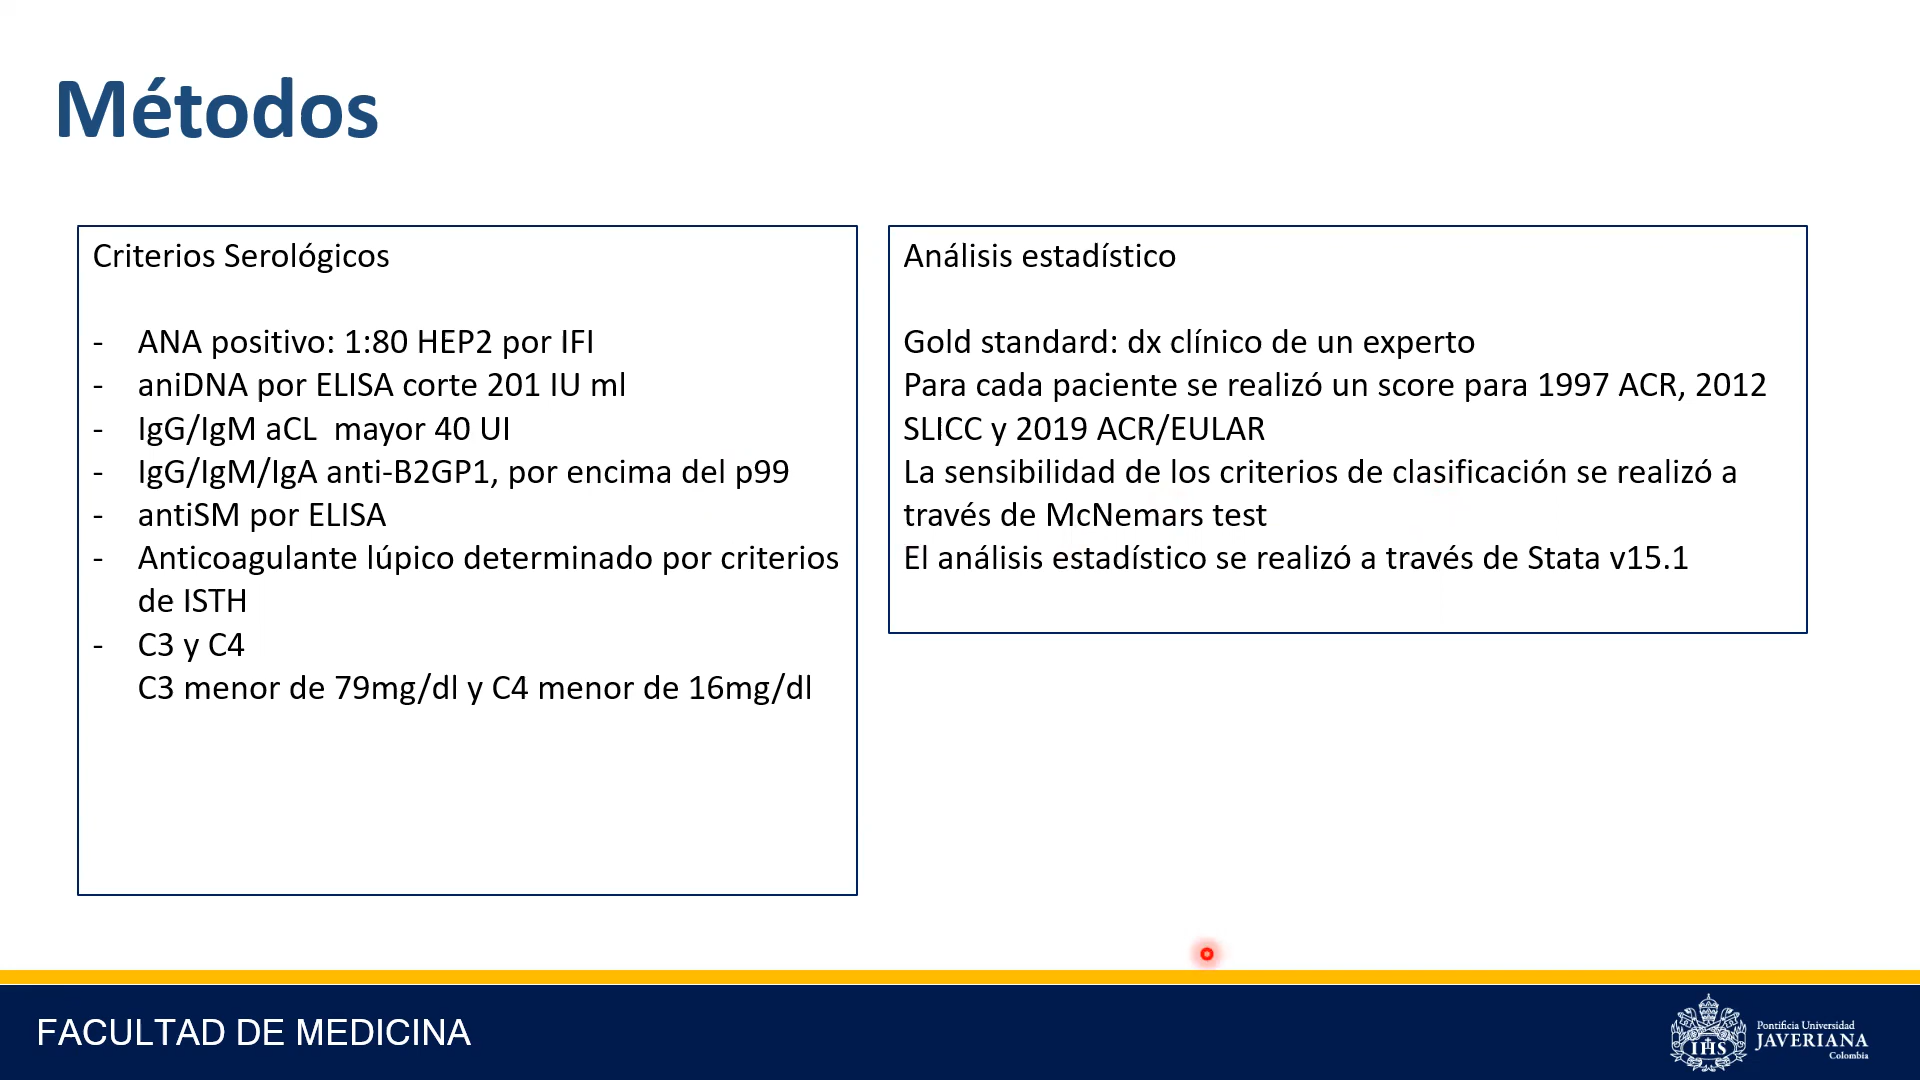 Métodos
Criterios Serológicos
- ANA positivo: 1:80 HEP2 por IFI
- aniDNA por ELISA corte 201 IU ml
- IgG/IgM aCL  mayor 40 UI
- IgG/IgM/IgA anti-B2GP1, por encima del p99
- antiSM por ELISA
- Anticoagulante lúpico determinado por criterios
de ISTH
- C3 y C4
C3 menor de 79mg/dl y C4 menor de 16mg/dl
Análisis estadístico
Gold standard: dx clínico de un experto
Para cada paciente se realizó un score para 1997 ACR, 2012
SLICC y 2019 ACR/EULAR
La sensibilidad de los criterios de clasificación se realizó a
través de McNemars test
El análisis estadístico se realizó a través de Stata v15.1
FACULTAD DE MEDICINA
IHS
Pontificia Universidad
JAVERIANA
Colombia